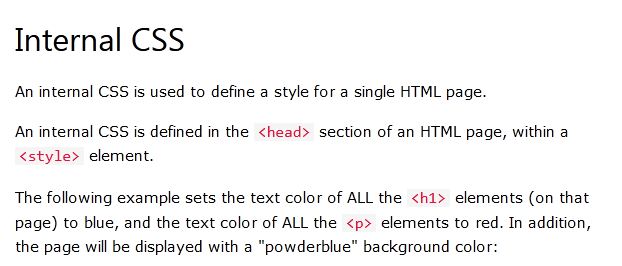 Internal CSS
An internal CSS is used to define a style for a single HTML page.
An internal CSS is defined in the <head> section of an HTML page, within a
<style> element.
The following example sets the text color of ALL the <h1> elements (on that
page) to blue, and the text color of ALL the <p> elements to red. In addition,
the page will be displayed with a "powderblue" background color: